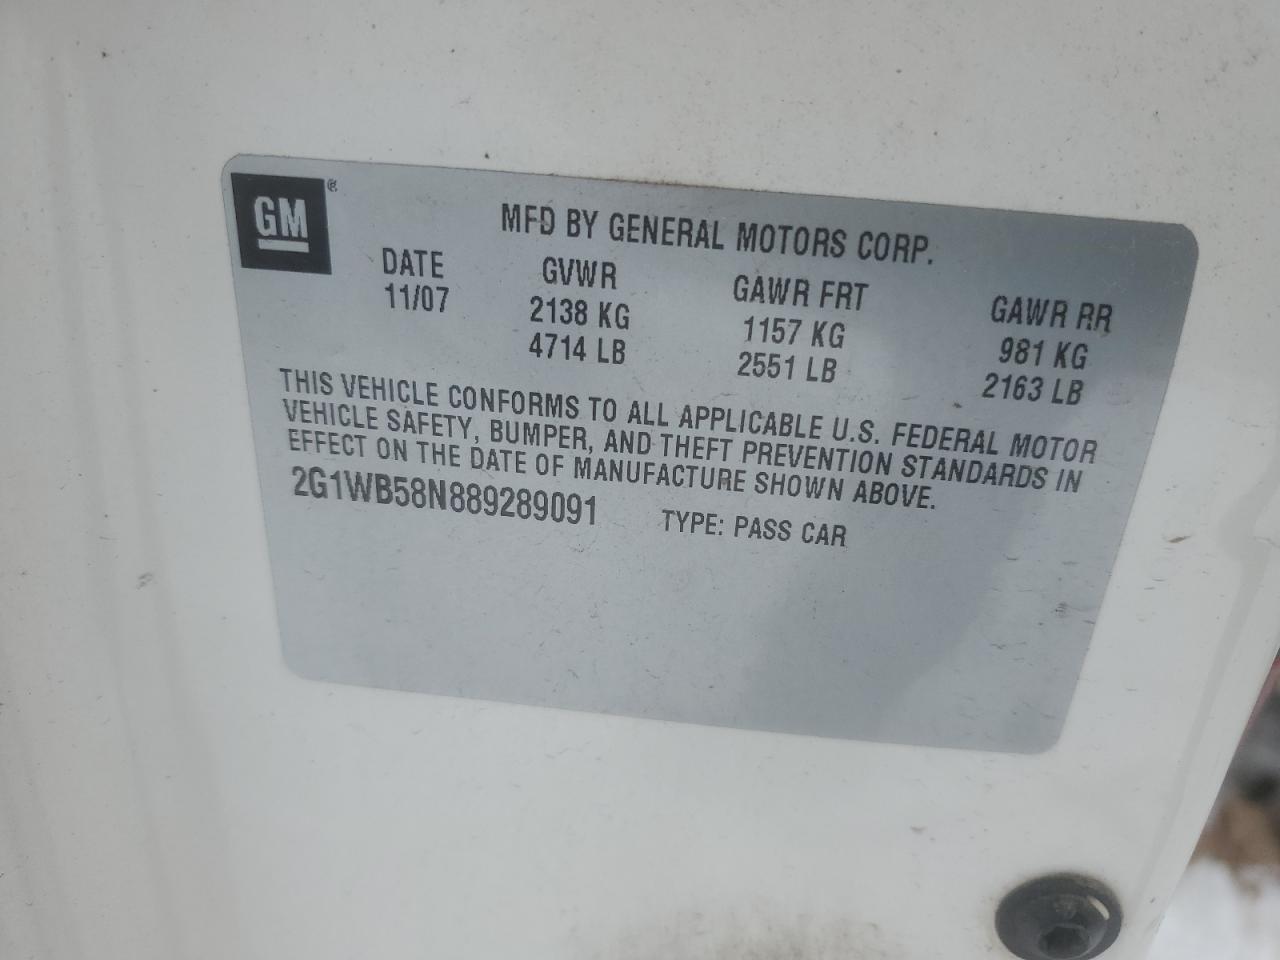 GM ®
MFD BY GENERAL MOTORS CORP.
DATE GVWR GAWR FRT GAWR RR
11/07 2138 KG 1157 KG 981 KG
4714 LB 2551 LB 2163 LB
THIS VEHICLE CONFORMS TO ALL APPLICABLE U.S. FEDERAL MOTOR
VEHICLE SAFETY, BUMPER, AND THEFT PREVENTION STANDARDS IN
EFFECT ON THE DATE OF MANUFACTURE SHOWN ABOVE.
2G1WB58N889289091 TYPE: PASS CAR